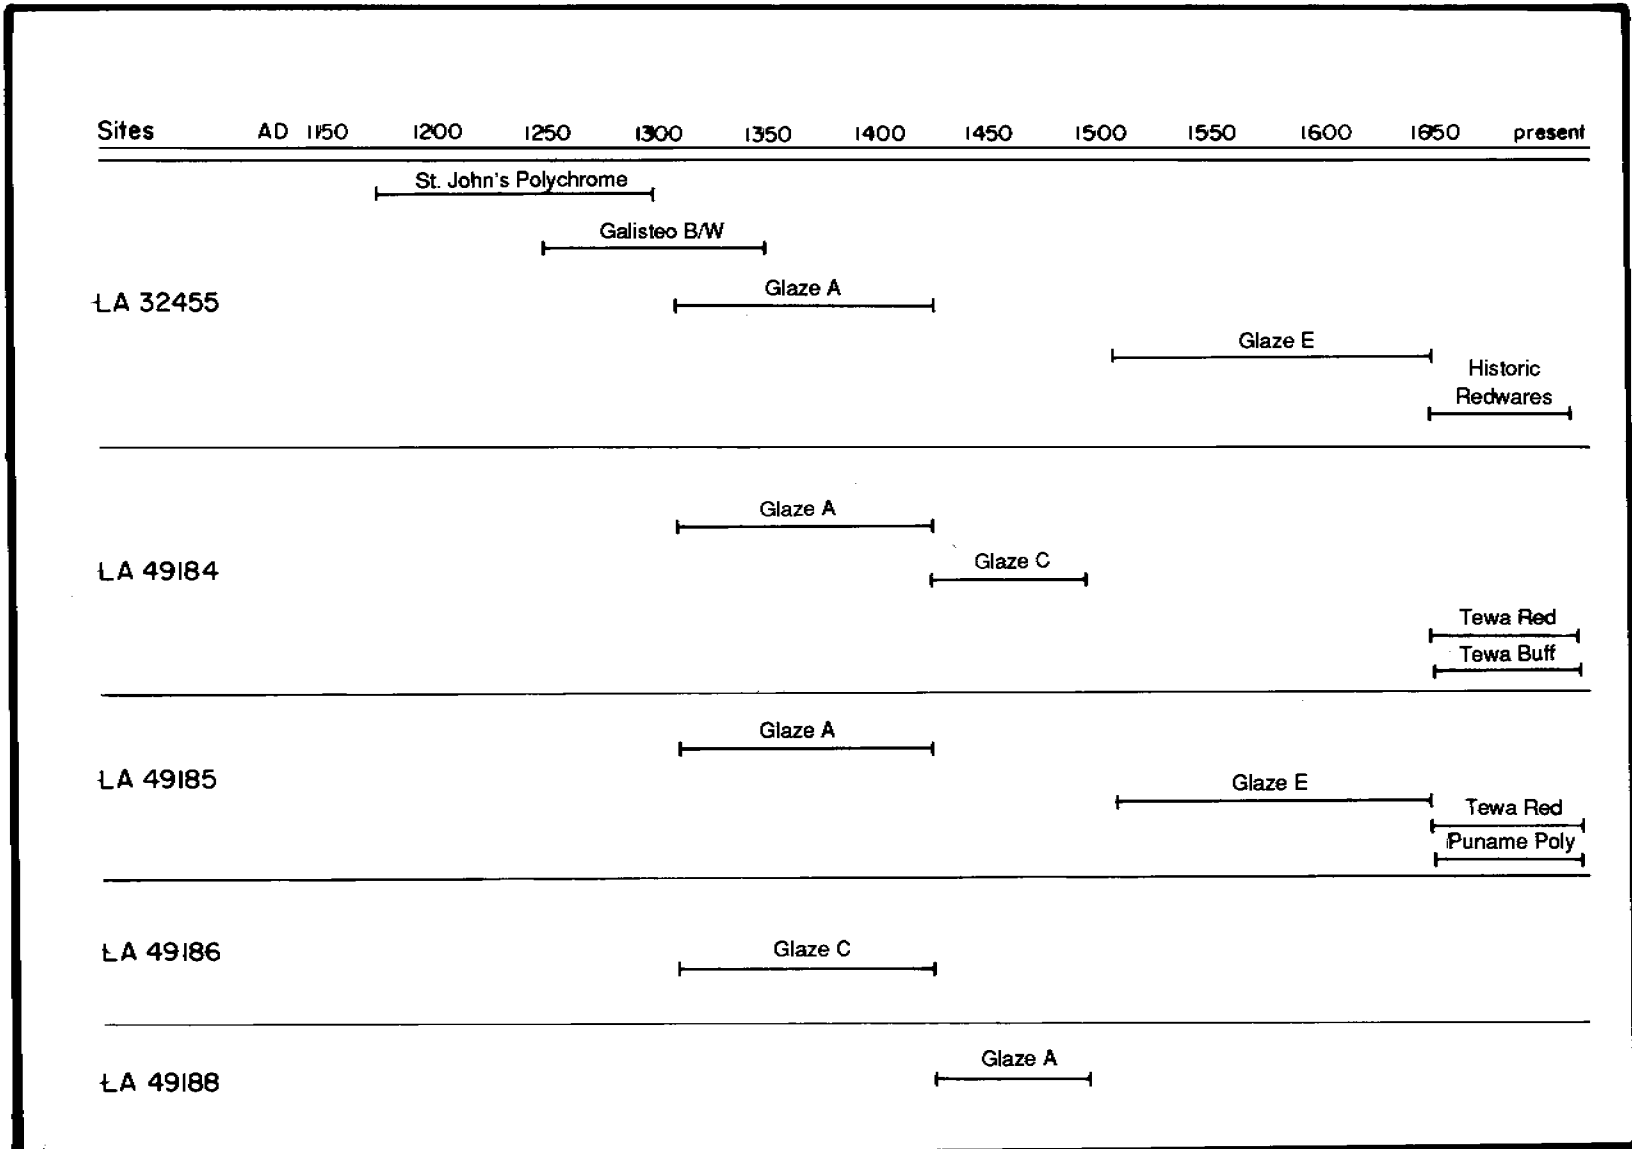 Sites AD 1150 1200 1250 1300 1350 1400 1450 1500 1550 1600 1650 present
St. John's Polychrome
Galisteo B/W
LA 32455
Glaze A
Glaze E
Historic
Redwares
Glaze A
LA 49184
Glaze C
Tewa Red
Tewa Buff
Glaze A
LA 49185
Glaze E
Tewa Red
Puname Poly
LA 49186
Glaze C
Glaze A
LA 49188